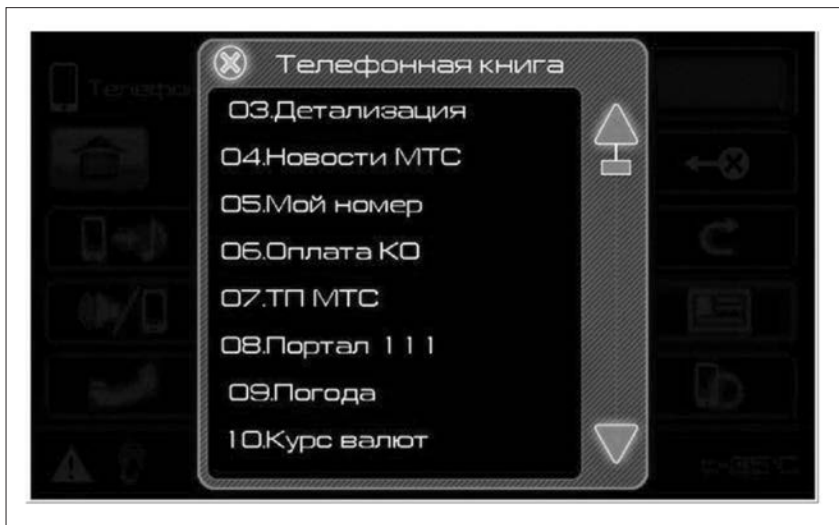 Телефонная книга
03.Детализация
04.Новости МТС
05.Мой номер
06.Оплата КО
07.ТП МТС
08.Портал 111
09.Погода
10.Курс валют